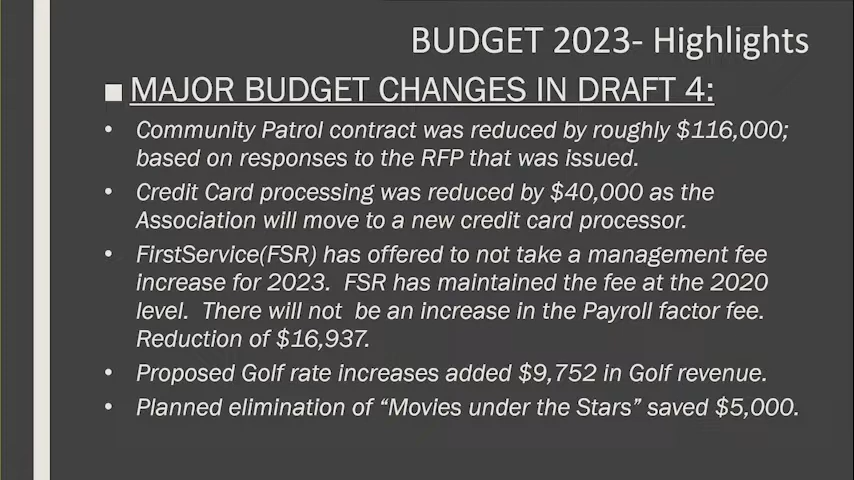 BUDGET 2023- Highlights
■ MAJOR BUDGET CHANGES IN DRAFT 4:
• Community Patrol contract was reduced by roughly $116,000;
based on responses to the RFP that was issued.
• Credit Card processing was reduced by $40,000 as the
Association will move to a new credit card processor.
• FirstService(FSR) has offered to not take a management fee
increase for 2023. FSR has maintained the fee at the 2020
level. There will not be an increase in the Payroll factor fee.
Reduction of $16,937.
• Proposed Golf rate increases added $9,752 in Golf revenue.
• Planned elimination of “Movies under the Stars” saved $5,000.